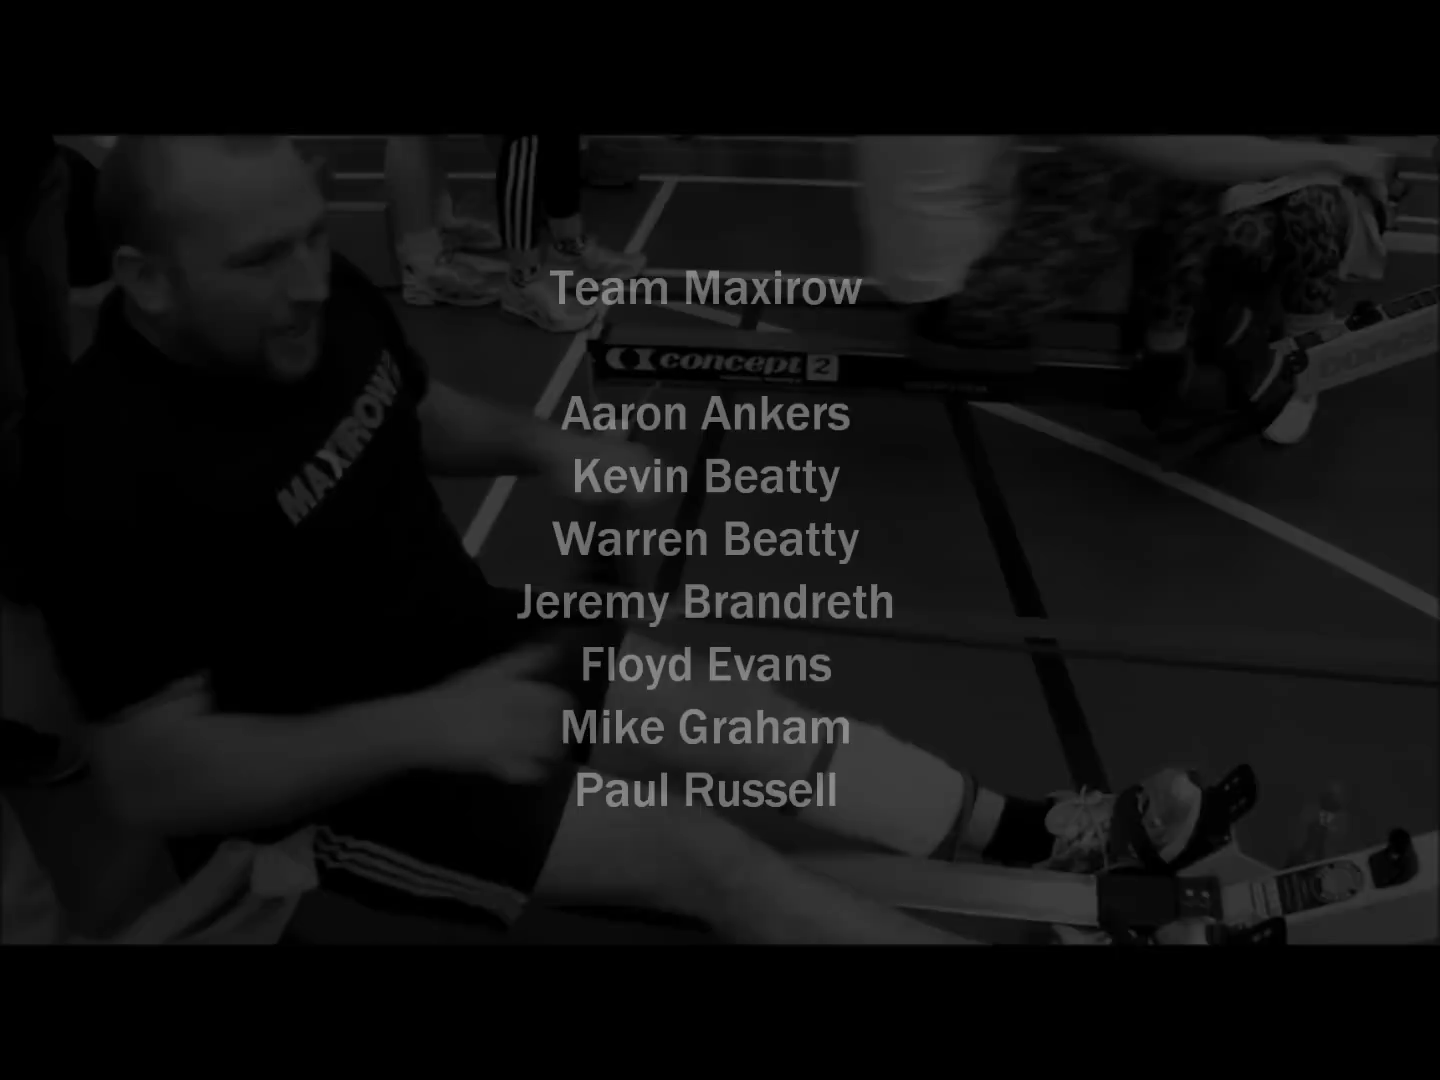 Team Maxirow
concept 2
Aaron Ankers
Kevin Beatty
MAXIROW
Warren Beatty
Jeremy Brandreth
Floyd Evans
Mike Graham
Paul Russell